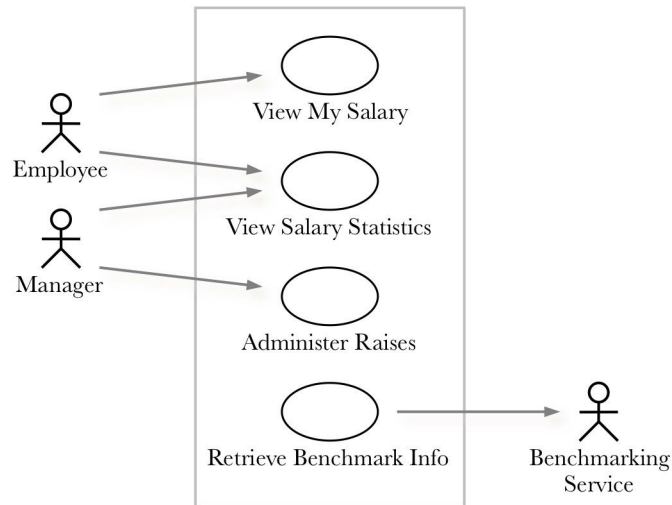 View My Salary
Employee
View Salary Statistics
Manager
Administer Raises
Retrieve Benchmark Info
Benchmarking
Service